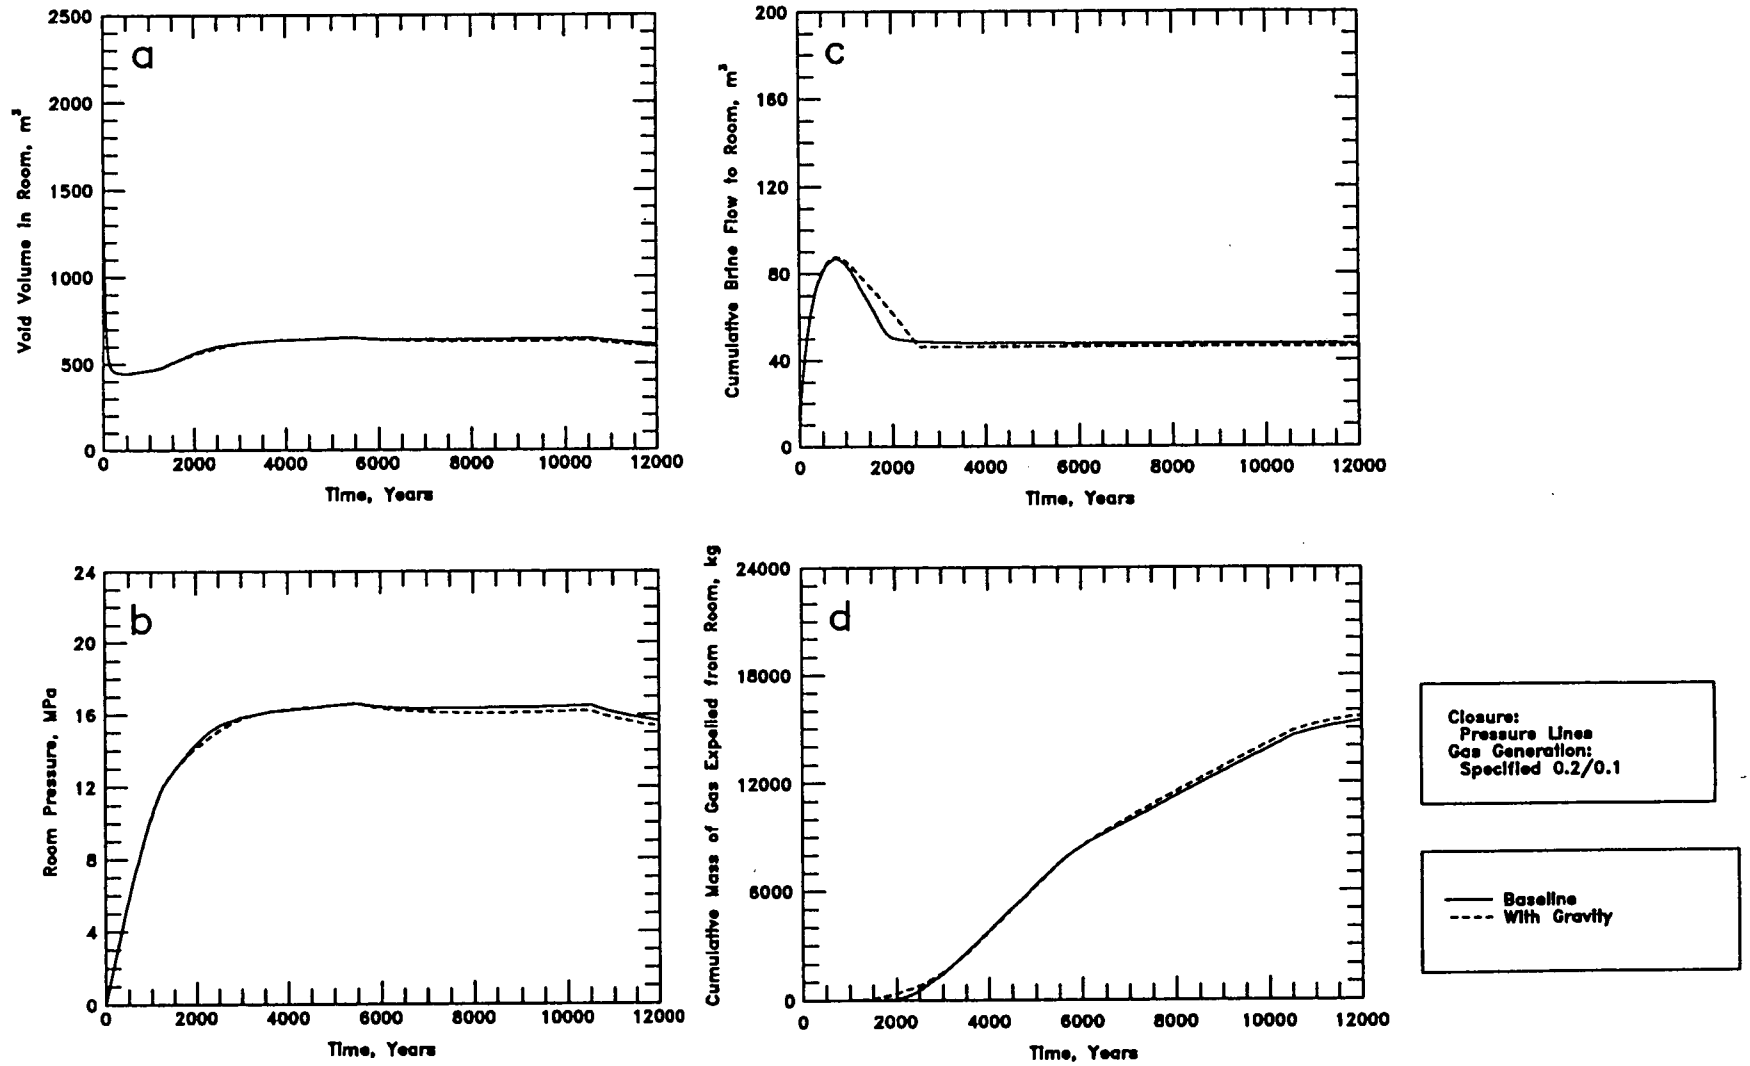 a
Void Volume in Room, m³
2500
2000
1500
1000
500
0
0 2000 4000 6000 8000 10000 12000
Time, Years
c
Cumulative Brine Flow to Room, m³
200
160
120
80
40
0
0 2000 4000 6000 8000 10000 12000
Time, Years
b
Room Pressure, MPa
24
20
16
12
8
4
0
0 2000 4000 6000 8000 10000 12000
Time, Years
d
Cumulative Mass of Gas Expelled from Room, kg
24000
18000
12000
6000
0
0 2000 4000 6000 8000 10000 12000
Time, Years
Closure:
Pressure Lines
Gas Generation:
Specified 0.2/0.1
Baseline
With Gravity